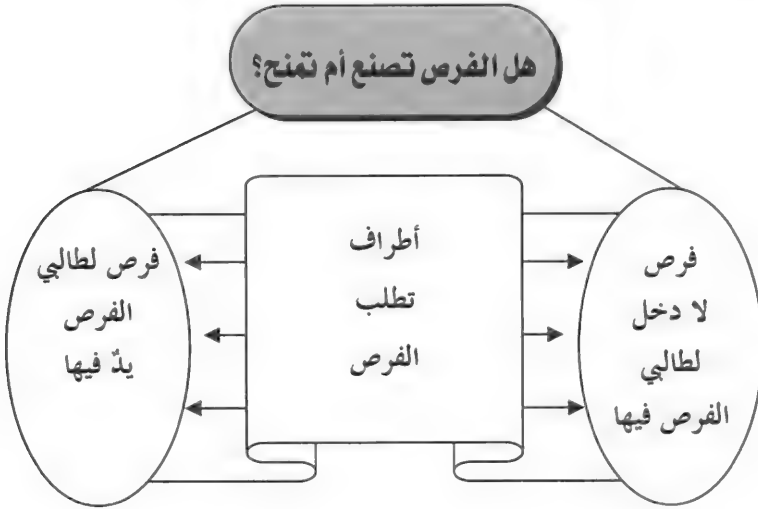 هل الفرص تصنع أم تمنح؟
فرص
لا دخل
لطالبي
الفرص فيها
أطراف
تطلب
الفرص
فرص لطالبي
الفرص
يدٌ فيها